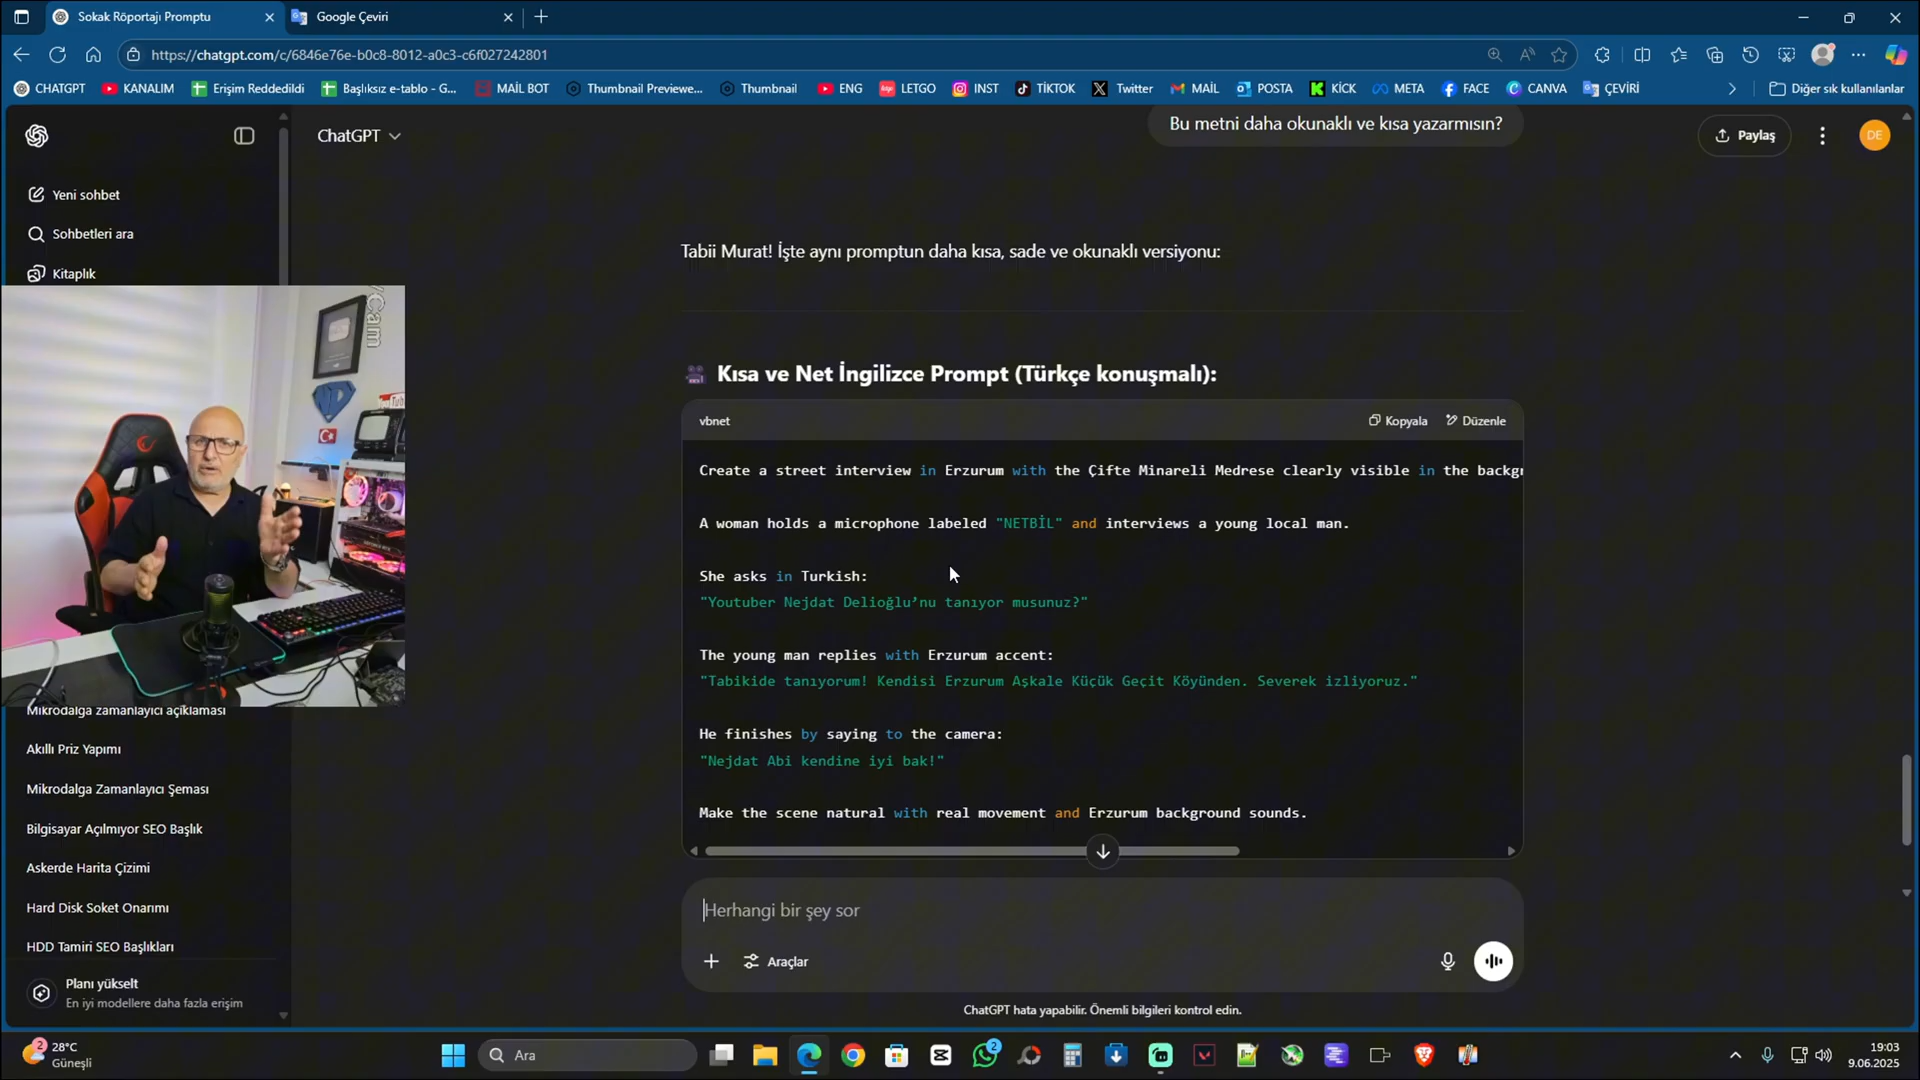 Sokak Röportajı Promptu
Google Çeviri
https://chatgpt.com/c/6846e76e-b0c8-8012-a0c3-c6f027242801
CHATGPT
KANALIM
Erişim Reddedildi
Başlıksız e-tablo - G...
MAİL BOT
Thumbnail Previewe...
Thumbnail
ENG
LETGO
INST
TİKTOK
Twitter
MAİL
POSTA
KİCK
META
FACE
CANVA
ÇEVİRİ
Diğer sık kullanılanlar
ChatGPT
Bu metni daha okunaklı ve kısa yazarmısın?
Paylaş
DE
Yeni sohbet
Sohbetleri ara
Kitaplık
Cam
Mikrodalga zamanlayıcı açıklaması
Akıllı Priz Yapımı
Mikrodalga Zamanlayıcı Şeması
Bilgisayar Açılmıyor SEO Başlık
Askerde Harita Çizimi
Hard Disk Soket Onarımı
HDD Tamiri SEO Başlıkları
Planı yükselt
En iyi modellere daha fazla erişim
Tabii Murat! İşte aynı promptun daha kısa, sade ve okunaklı versiyonu:
Kısa ve Net İngilizce Prompt (Türkçe konuşmalı):
vbnet
Kopyala
Düzenle
Create a street interview in Erzurum with the Çifte Minareli Medrese clearly visible in the backgr
A woman holds a microphone labeled "NETBİL" and interviews a young local man.
She asks in Turkish:
"Youtuber Nejdat Delioğlu’nu tanıyor musunuz?"
The young man replies with Erzurum accent:
"Tabikide tanıyorum! Kendisi Erzurum Aşkale Küçük Geçit Köyünden. Severek izliyoruz."
He finishes by saying to the camera:
"Nejdat Abi kendine iyi bak!"
Make the scene natural with real movement and Erzurum background sounds.
Herhangi bir şey sor
Araçlar
ChatGPT hata yapabilir. Önemli bilgileri kontrol edin.
2
28°C
Güneşli
Ara
2
19:03
9.06.2025